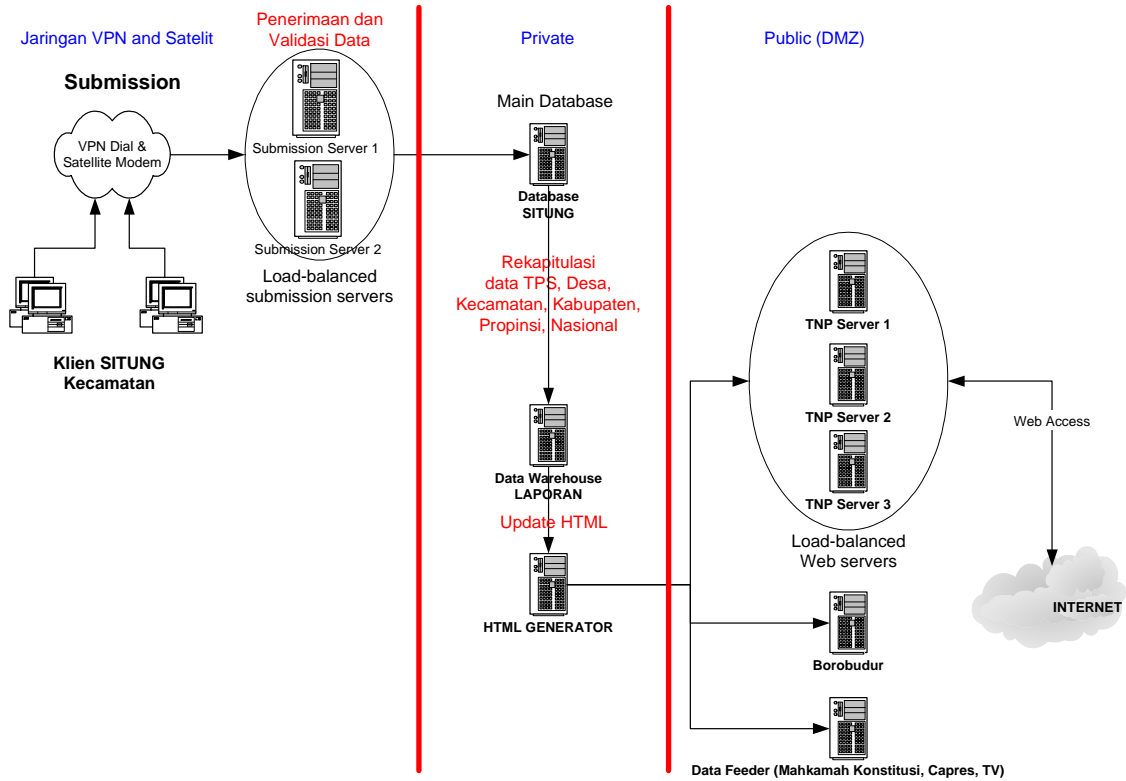 Jaringan VPN and Satelit
Penerimaan dan
Validasi Data
Private
Public (DMZ)
Submission
VPN Dial &
Satellite Modem
Submission Server 1
Submission Server 2
Load-balanced
submission servers
Klien SITUNG
Kecamatan
Main Database
Database
SITUNG
Rekapitulasi
data TPS, Desa,
Kecamatan, Kabupaten,
Propinsi, Nasional
Data Warehouse
LAPORAN
Update HTML
HTML GENERATOR
TNP Server 1
TNP Server 2
TNP Server 3
Load-balanced
Web servers
Web Access
INTERNET
Borobudur
Data Feeder (Mahkamah Konstitusi, Capres, TV)